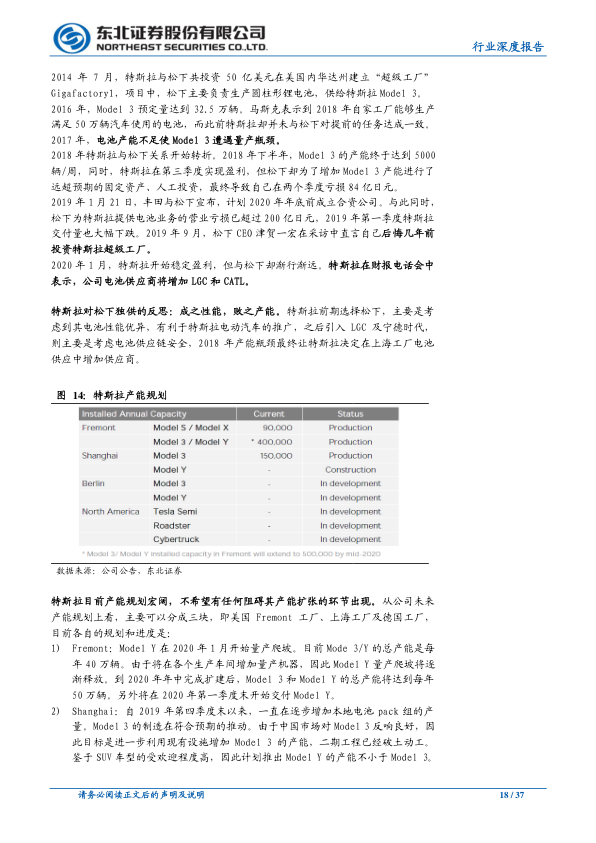 东北证券股份有限公司
NORTHEAST SECURITIES CO.,LTD.
行业深度报告
2014 年 7 月，特斯拉与松下共投资 50 亿美元在美国内华达州建立“超级工厂”
Gigafactory1，项目中，松下主要负责生产圆柱形锂电池，供给特斯拉 Model 3。
2016 年，Model 3 预定量达到 32.5 万辆。马斯克表示到 2018 年自家工厂能够生产
满足 50 万辆汽车使用的电池，而此前特斯拉却并未与松下对提前的任务达成一致。
2017 年，电池产能不足使 Model 3 遭遇量产瓶颈。
2018 年特斯拉与松下关系开始转折。2018 年下半年，Model 3 的产能终于达到 5000
辆/周，同时，特斯拉在第三季度实现盈利，但松下却为了增加 Model 3 产能进行了
远超预期的固定资产、人工投资，最终导致自己在两个季度亏损 84 亿日元。
2019 年 1 月 21 日，丰田与松下宣布，计划 2020 年年底前成立合资公司。与此同时，
松下为特斯拉提供电池业务的营业亏损已超过 200 亿日元，2019 年第一季度特斯拉
交付量也大幅下跌。2019 年 9 月，松下 CEO 津贺一宏在采访中直言自己后悔几年前
投资特斯拉超级工厂。
2020 年 1 月，特斯拉开始稳定盈利，但与松下却渐行渐远。特斯拉在财报电话会中
表示，公司电池供应商将增加 LGC 和 CATL。
特斯拉对松下独供的反思：成之性能，败之产能。特斯拉前期选择松下，主要是考
虑到其电池性能优异，有利于特斯拉电动汽车的推广，之后引入 LGC 及宁德时代，
则主要是考虑电池供应链安全，2018 年产能瓶颈最终让特斯拉决定在上海工厂电池
供应中增加供应商。
图 14：特斯拉产能规划
Installed Annual Capacity Current Status
Fremont Model S / Model X 90,000 Production
Model 3 / Model Y * 400,000 Production
Shanghai Model 3 150,000 Production
Model Y - Construction
Berlin Model 3 - In development
Model Y - In development
North America Tesla Semi - In development
Roadster - In development
Cybertruck - In development
* Model 3/ Model Y installed capacity in Fremont will extend to 500,000 by mid-2020
数据来源：公司公告，东北证券
特斯拉目前产能规划宏阔，不希望有任何阻碍其产能扩张的环节出现。从公司未来
产能规划上看，主要可以分成三块，即美国 Fremont 工厂、上海工厂及德国工厂，
目前各自的规划和进度是：
1) Fremont：Model Y 在 2020 年 1 月开始量产爬坡。目前 Mode 3/Y 的总产能是每
年 40 万辆。由于将在各个生产车间增加量产机器，因此 Model Y 量产爬坡将逐
渐释放。到 2020 年年中完成扩建后，Model 3 和 Model Y 的总产能将达到每年
50 万辆。另外将在 2020 年第一季度末开始交付 Model Y。
2) Shanghai：自 2019 年第四季度末以来，一直在逐步增加本地电池 pack 组的产
量。Model 3 的制造在符合预期的推动。由于中国市场对 Model 3 反响良好，因
此目标是进一步利用现有设施增加 Model 3 的产能，二期工程已经破土动工。
鉴于 SUV 车型的受欢迎程度高，因此计划推出 Model Y 的产能不小于 Model 3。
请务必阅读正文后的声明及说明
18 / 37